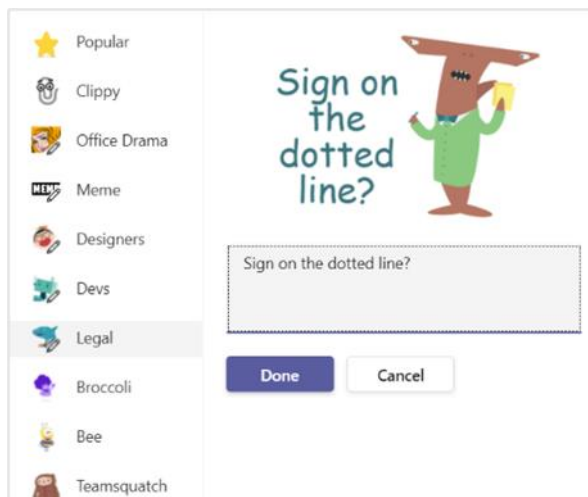 Popular
Clippy
Office Drama
MEME
Meme
Designers
Devs
Legal
Broccoli
Bee
Teamsquatch
Sign on
the
dotted
line?
Sign on the dotted line?
Done
Cancel